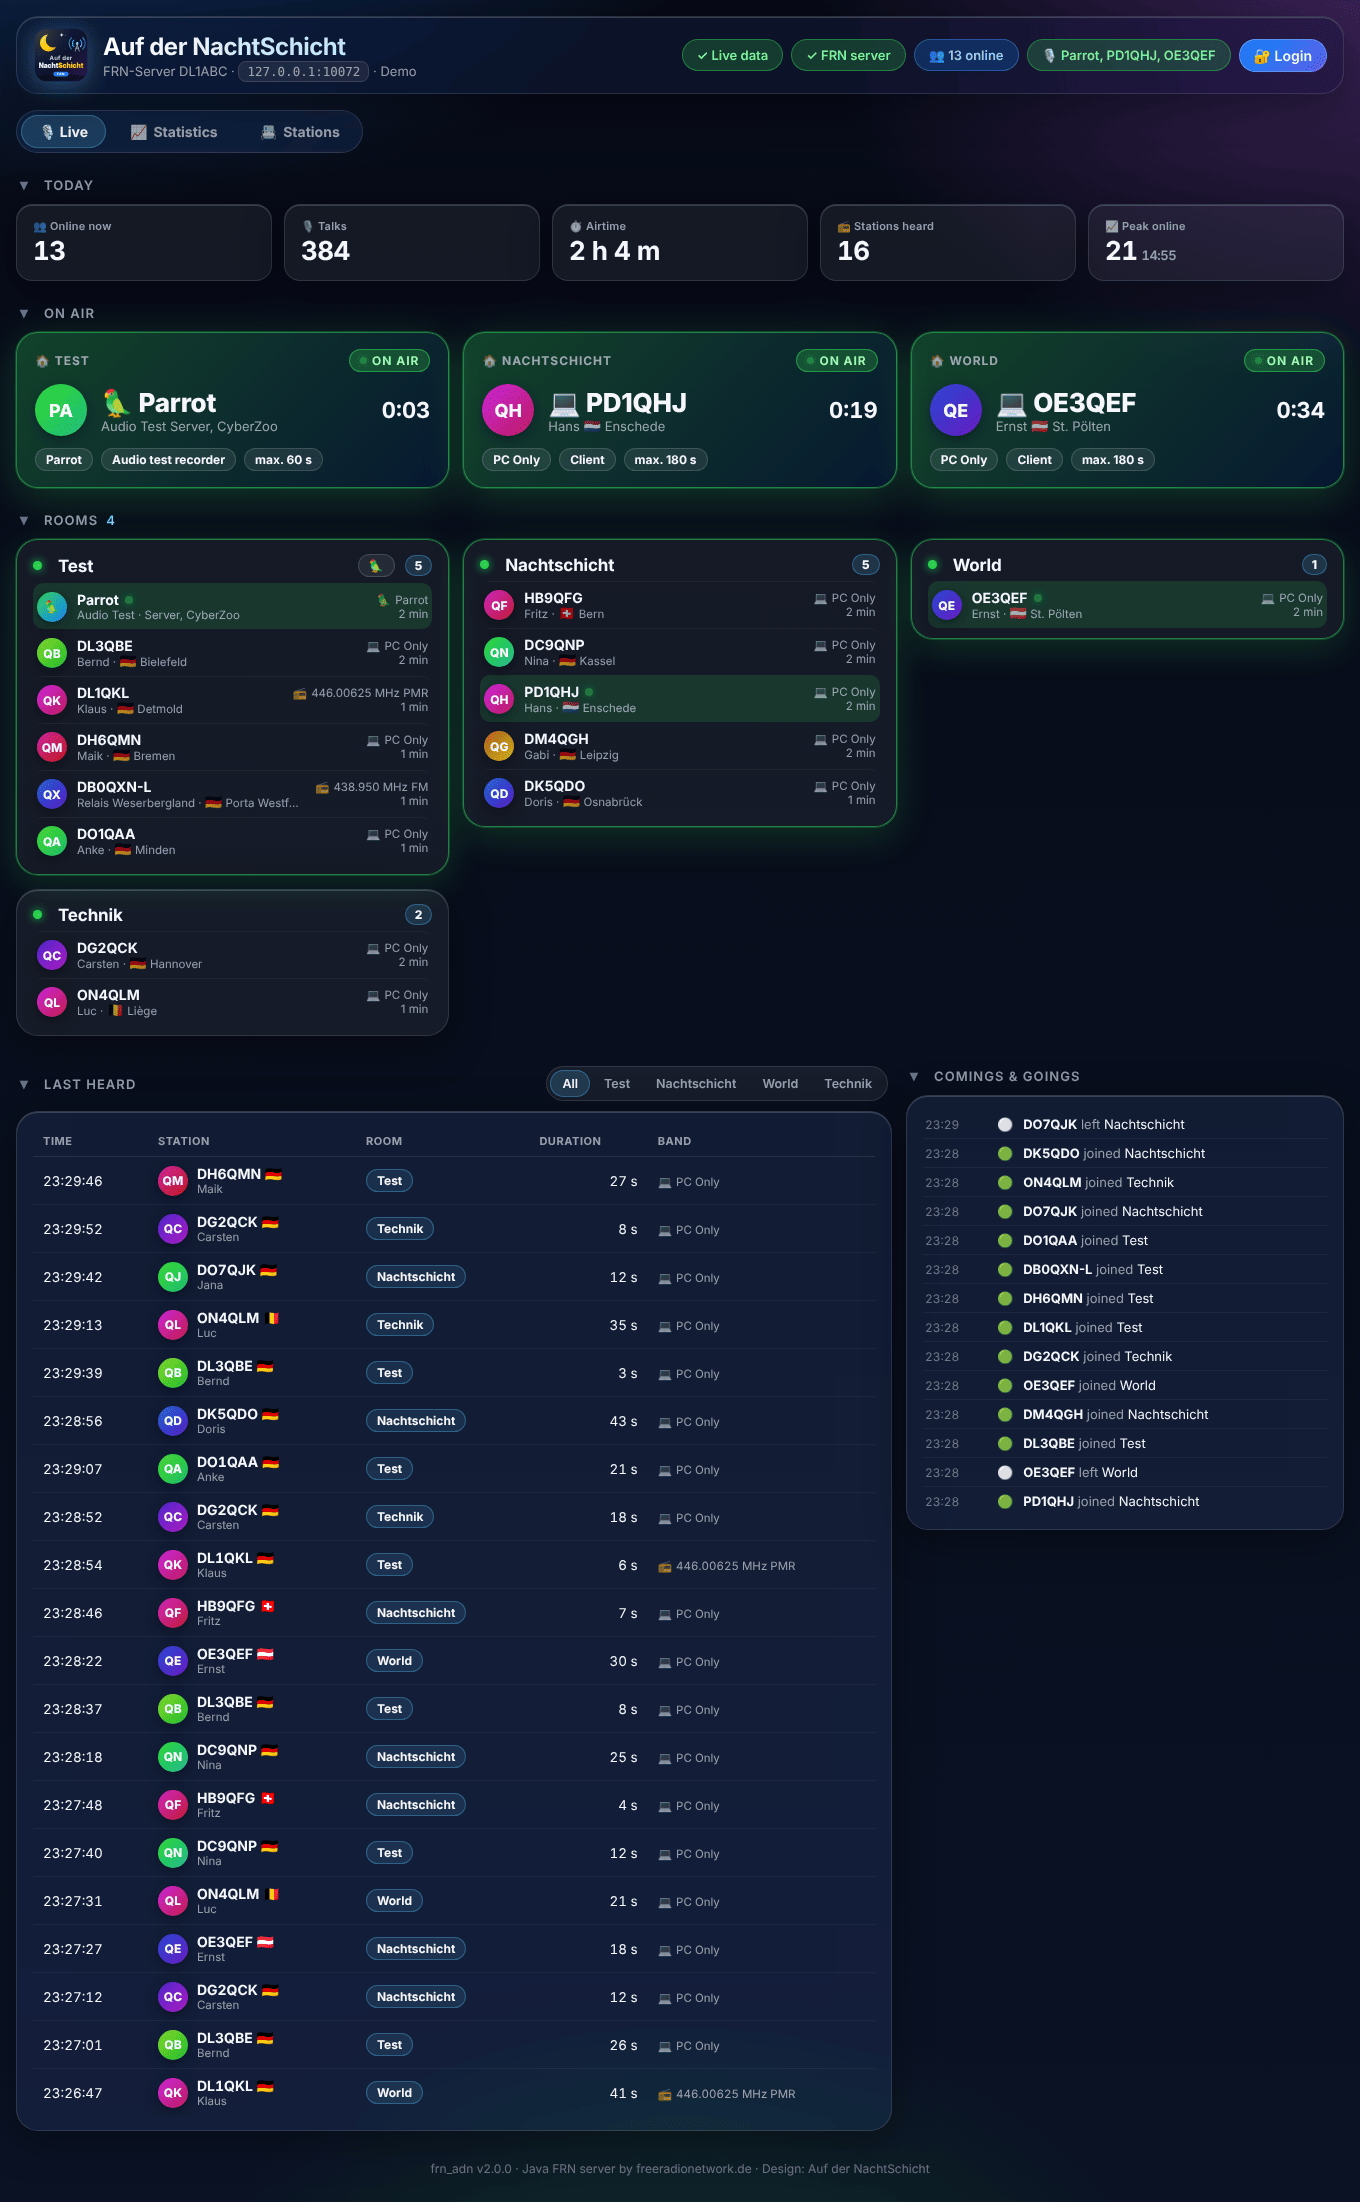 Auf der NachtSchicht
FRN-Server DL1ABC · 127.0.0.1:10072 · Demo
✓ Live data
✓ FRN server
13 online
Parrot, PD1QHJ, OE3QEF
Login
Live
Statistics
Stations
▼ TODAY
Online now
13
Talks
384
Airtime
2 h 4 m
Stations heard
16
Peak online
21 14:55
▼ ON AIR
TEST
ON AIR
PA
Parrot
Audio Test Server, CyberZoo
0:03
Parrot
Audio test recorder
max. 60 s
NACHTSCHICHT
ON AIR
QH
PD1QHJ
Hans Enschede
0:19
PC Only
Client
max. 180 s
WORLD
ON AIR
QE
OE3QEF
Ernst St. Pölten
0:34
PC Only
Client
max. 180 s
▼ ROOMS 4
Test 5
Parrot
Audio Test · Server, CyberZoo
Parrot
2 min
QB
DL3QBE
Bernd · Bielefeld
PC Only
2 min
QK
DL1QKL
Klaus · Detmold
446.00625 MHz PMR
1 min
QM
DH6QMN
Maik · Bremen
PC Only
1 min
QX
DB0QXN-L
Relais Weserbergland · Porta Westf...
438.950 MHz FM
1 min
QA
DO1QAA
Anke · Minden
PC Only
1 min
Nachtschicht 5
QF
HB9QFG
Fritz · Bern
PC Only
2 min
QN
DC9QNP
Nina · Kassel
PC Only
2 min
QH
PD1QHJ
Hans · Enschede
PC Only
2 min
QG
DM4QGH
Gabi · Leipzig
PC Only
2 min
QD
DK5QDO
Doris · Osnabrück
PC Only
1 min
World 1
QE
OE3QEF
Ernst · St. Pölten
PC Only
2 min
Technik 2
QC
DG2QCK
Carsten · Hannover
PC Only
2 min
QL
ON4QLM
Luc · Liège
PC Only
1 min
▼ LAST HEARD
All Test Nachtschicht World Technik
TIME STATION ROOM DURATION BAND
23:29:46 QM DH6QMN Test 27 s PC Only
Maik
23:29:52 QC DG2QCK Technik 8 s PC Only
Carsten
23:29:42 QJ DO7QJK Nachtschicht 12 s PC Only
Jana
23:29:13 QL ON4QLM Technik 35 s PC Only
Luc
23:29:39 QB DL3QBE Test 3 s PC Only
Bernd
23:28:56 QD DK5QDO Nachtschicht 43 s PC Only
Doris
23:29:07 QA DO1QAA Test 21 s PC Only
Anke
23:28:52 QC DG2QCK Technik 18 s PC Only
Carsten
23:28:54 QK DL1QKL Test 6 s 446.00625 MHz PMR
Klaus
23:28:46 QF HB9QFG Nachtschicht 7 s PC Only
Fritz
23:28:22 QE OE3QEF World 30 s PC Only
Ernst
23:28:37 QB DL3QBE Test 8 s PC Only
Bernd
23:28:18 QN DC9QNP Nachtschicht 25 s PC Only
Nina
23:27:48 QF HB9QFG Nachtschicht 4 s PC Only
Fritz
23:27:40 QN DC9QNP Test 12 s PC Only
Nina
23:27:31 QL ON4QLM World 21 s PC Only
Luc
23:27:27 QE OE3QEF Nachtschicht 18 s PC Only
Ernst
23:27:12 QC DG2QCK Nachtschicht 12 s PC Only
Carsten
23:27:01 QB DL3QBE Test 26 s PC Only
Bernd
23:26:47 QK DL1QKL World 41 s 446.00625 MHz PMR
Klaus
▼ COMINGS & GOINGS
23:29 DO7QJK left Nachtschicht
23:28 DK5QDO joined Nachtschicht
23:28 ON4QLM joined Technik
23:28 DO7QJK joined Nachtschicht
23:28 DO1QAA joined Test
23:28 DB0QXN-L joined Test
23:28 DH6QMN joined Test
23:28 DL1QKL joined Test
23:28 DG2QCK joined Technik
23:28 OE3QEF joined World
23:28 DM4QGH joined Nachtschicht
23:28 DL3QBE joined Test
23:28 OE3QEF left World
23:28 PD1QHJ joined Nachtschicht
frn_adn v2.0.0 · Java FRN server by freeradionetwork.de · Design: Auf der NachtSchicht